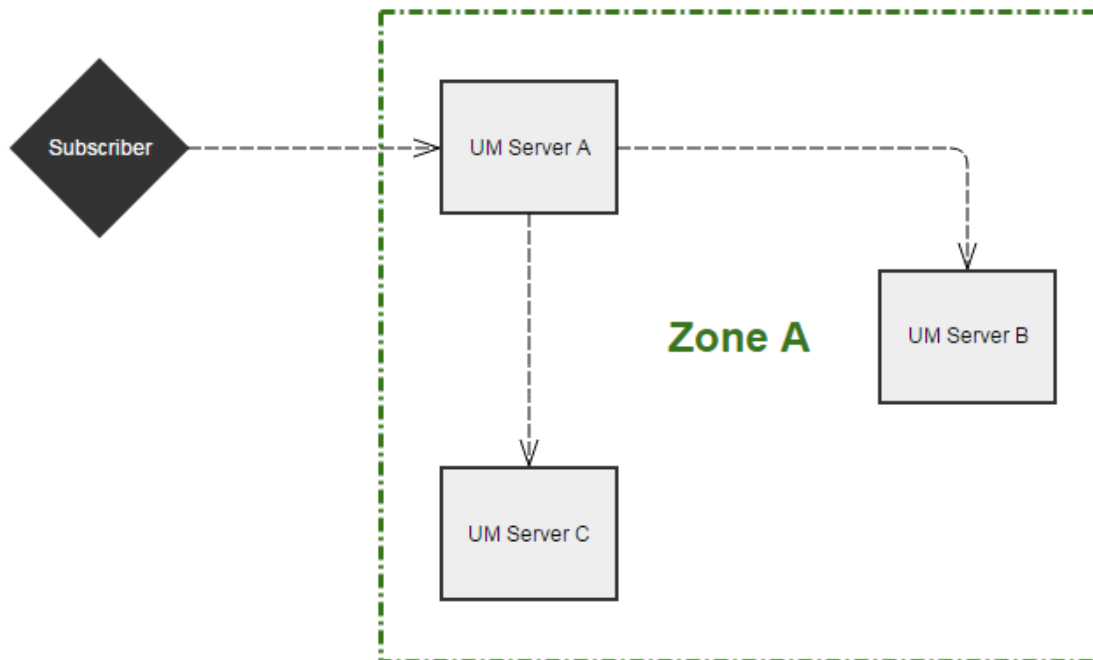 Subscriber
UM Server A
Zone A
UM Server B
UM Server C